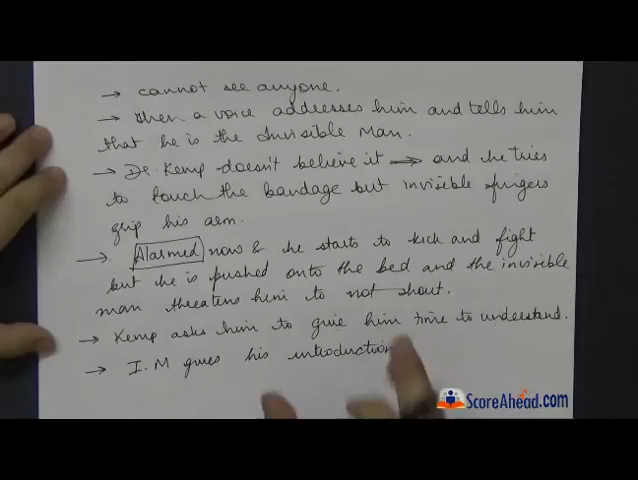 → cannot see anyone.
→ Then a voice addresses him and tells him
that he is the Invisible Man.
→ Dr. Kemp doesn't believe it → and he tries
to touch the bandage but invisible fingers
grip his arm.
→ Alarmed now & he starts to kick and fight
but he is pushed onto the bed and the invisible
man threatens him to not shout.
→ Kemp asks him to give him time to understand.
→ I.M gives his introduction
ScoreAhead.com